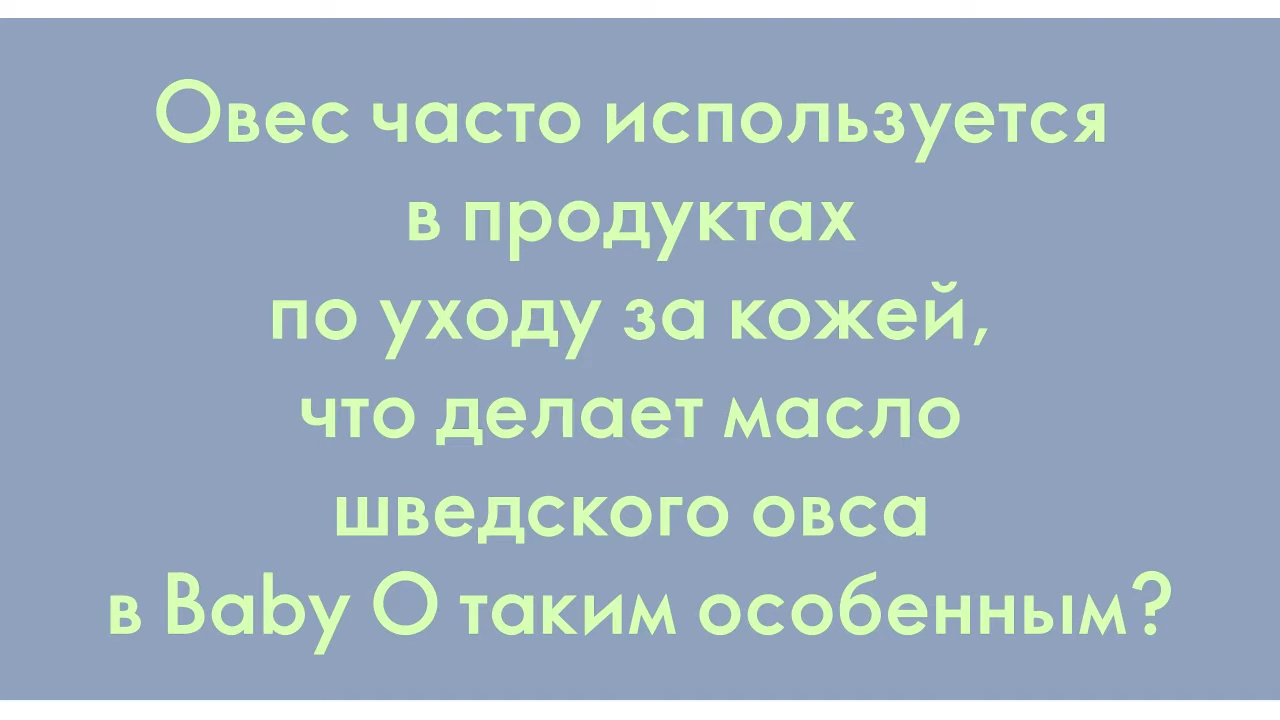 Овес часто используется
в продуктах
по уходу за кожей,
что делает масло
шведского овса
в Baby O таким особенным?